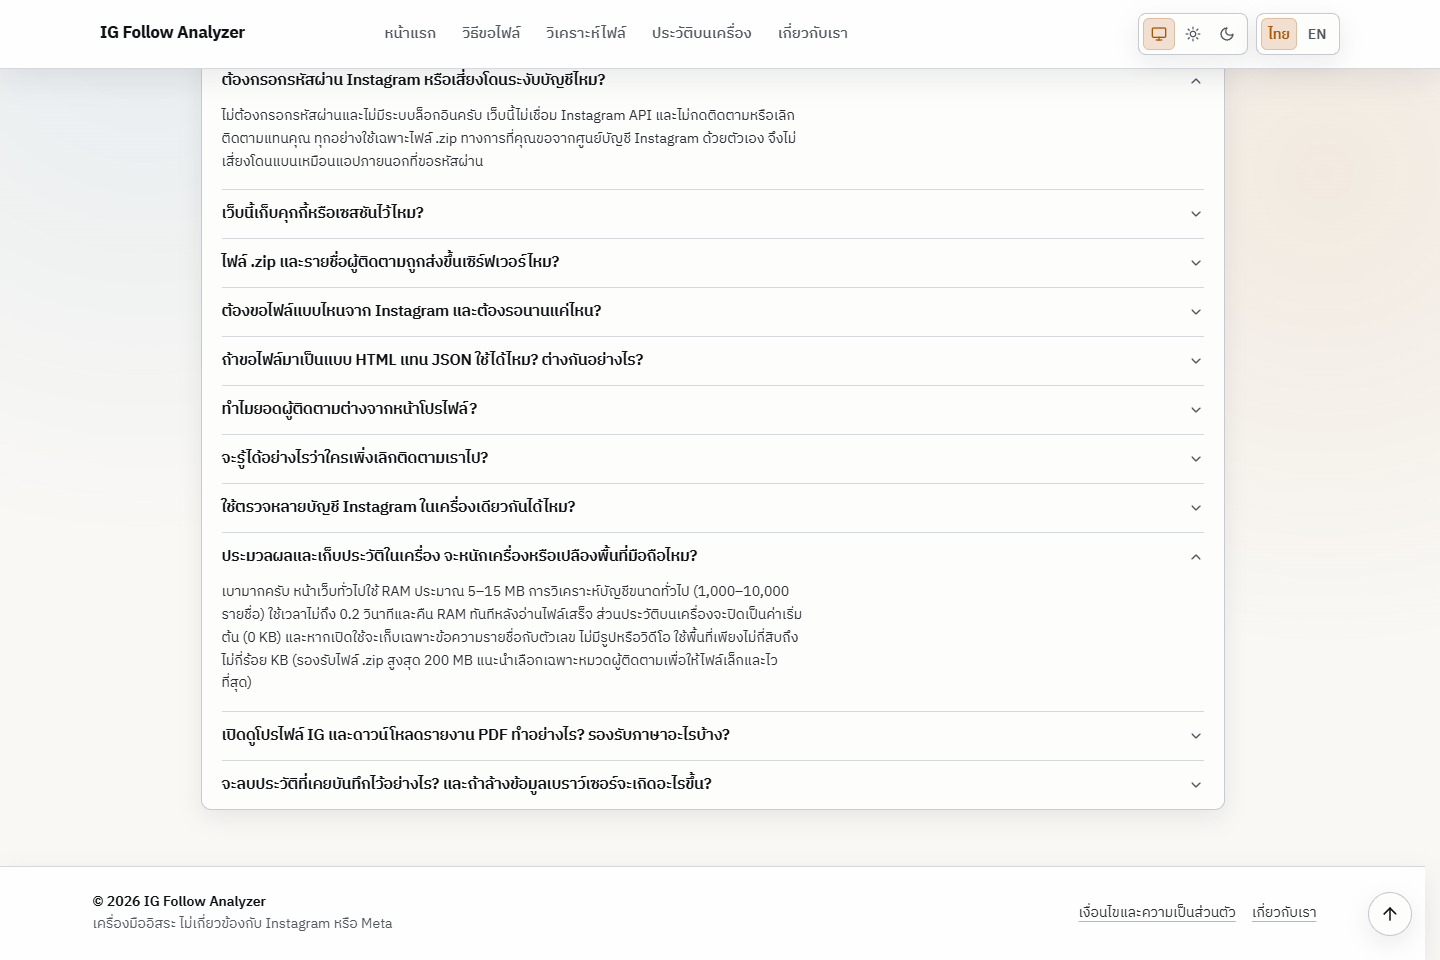 IG Follow Analyzer
หน้าแรก
วิธีขอไฟล์
วิเคราะห์ไฟล์
ประวัติบนเครื่อง
เกี่ยวกับเรา
ไทย
EN
ต้องกรอกรหัสผ่าน Instagram หรือเสี่ยงโดนระงับบัญชีไหม?
ไม่ต้องกรอกรหัสผ่านและไม่มีระบบล็อกอินครับ เว็บนี้ไม่เชื่อม Instagram API และไม่กดติดตามหรือเลิก
ติดตามแทนคุณ ทุกอย่างใช้เฉพาะไฟล์ .zip ทางการที่คุณขอจากศูนย์บัญชี Instagram ด้วยตัวเอง จึงไม่
เสี่ยงโดนแบนเหมือนแอปภายนอกที่ขอรหัสผ่าน
เว็บนี้เก็บคุกกี้หรือเซสชันไว้ไหม?
ไฟล์ .zip และรายชื่อผู้ติดตามถูกส่งขึ้นเซิร์ฟเวอร์ไหม?
ต้องขอไฟล์แบบไหนจาก Instagram และต้องรอนานแค่ไหน?
ถ้าขอไฟล์มาเป็นแบบ HTML แทน JSON ใช้ได้ไหม? ต่างกันอย่างไร?
ทำไมยอดผู้ติดตามต่างจากหน้าโปรไฟล์?
จะรู้ได้อย่างไรว่าใครเพิ่งเลิกติดตามเราไป?
ใช้ตรวจหลายบัญชี Instagram ในเครื่องเดียวกันได้ไหม?
ประมวลผลและเก็บประวัติในเครื่อง จะหนักเครื่องหรือเปลืองพื้นที่มือถือไหม?
เบามากครับ หน้าเว็บทั่วไปใช้ RAM ประมาณ 5–15 MB การวิเคราะห์บัญชีขนาดทั่วไป (1,000–10,000
รายชื่อ) ใช้เวลาไม่ถึง 0.2 วินาทีและคืน RAM ทันทีหลังอ่านไฟล์เสร็จ ส่วนประวัติบนเครื่องจะปิดเป็นค่าเริ่ม
ต้น (0 KB) และหากเปิดใช้จะเก็บเฉพาะข้อความรายชื่อกับตัวเลข ไม่มีรูปหรือวิดีโอ ใช้พื้นที่เพียงไม่กี่สิบถึง
ไม่กี่ร้อย KB (รองรับไฟล์ .zip สูงสุด 200 MB แนะนำเลือกเฉพาะหมวดผู้ติดตามเพื่อให้ไฟล์เล็กและไว
ที่สุด)
เปิดดูโปรไฟล์ IG และดาวน์โหลดรายงาน PDF ทำอย่างไร? รองรับภาษาอะไรบ้าง?
จะลบประวัติที่เคยบันทึกไว้อย่างไร? และถ้าล้างข้อมูลเบราว์เซอร์จะเกิดอะไรขึ้น?
© 2026 IG Follow Analyzer
เครื่องมืออิสระ ไม่เกี่ยวข้องกับ Instagram หรือ Meta
เงื่อนไขและความเป็นส่วนตัว
เกี่ยวกับเรา